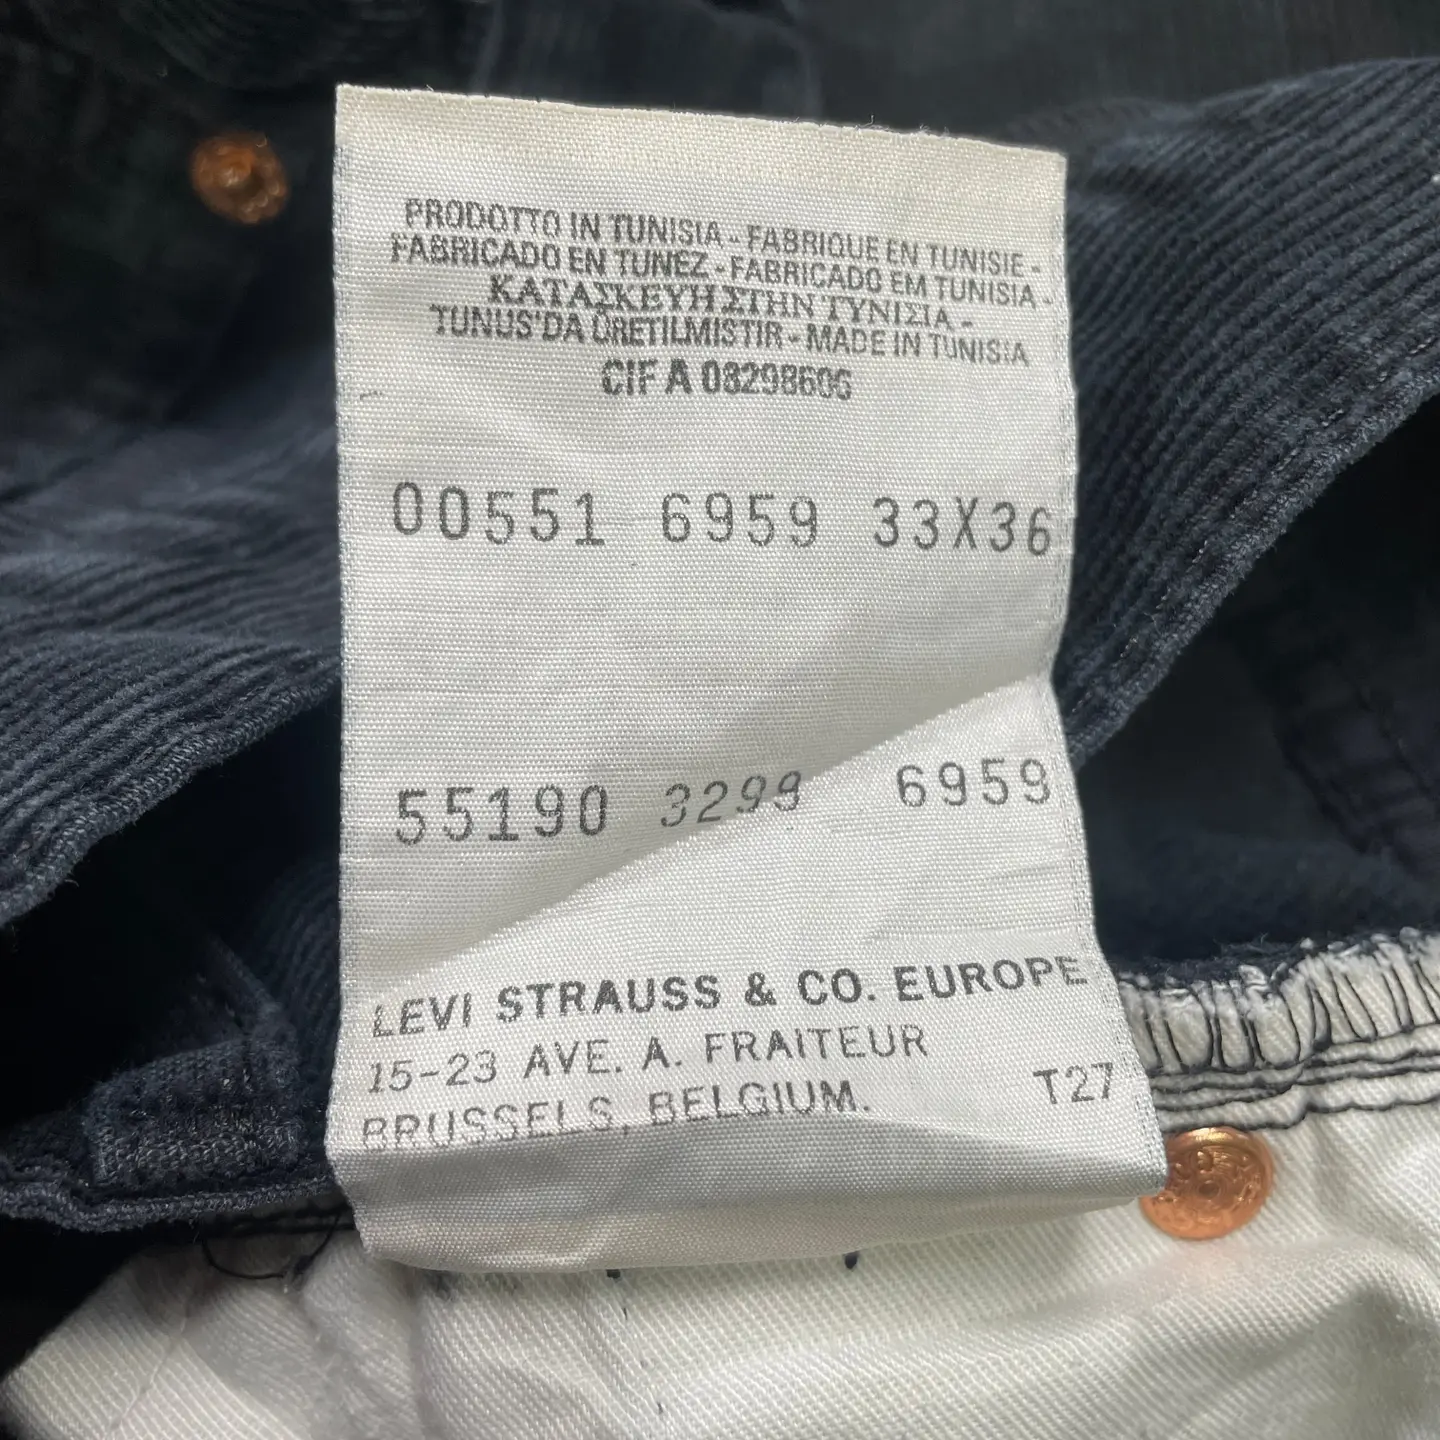 PRODOTTO IN TUNISIA - FABRIQUE EN TUNISIE -
FABRICADO EN TUNEZ - FABRICADO EM TUNISIA -
ΚΑΤΑΣΚΕΥΗ ΣΤΗΝ ΤΥΝΙΣΙΑ -
TUNUS'DA ÜRETILMISTIR - MADE IN TUNISIA
CIF A 08298606
00551 6959 33X36
55190 3299 6959
LEVI STRAUSS & CO. EUROPE
15-23 AVE. A. FRAITEUR
BRUSSELS, BELGIUM. T27